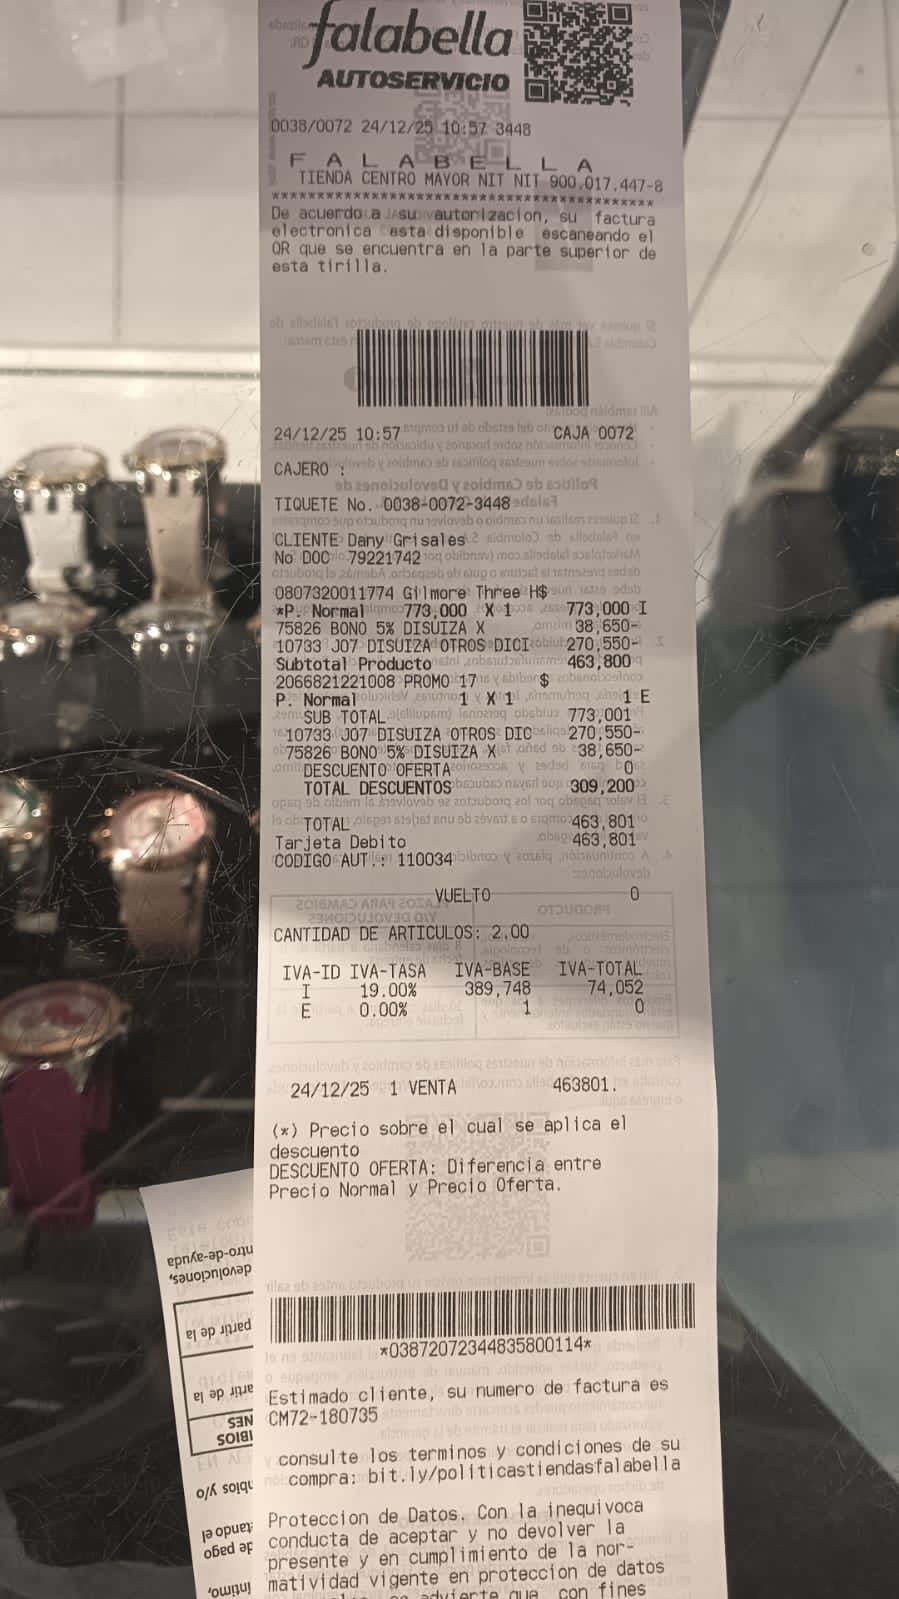 falabella
AUTOSERVICIO
0038/0072 24/12/25 10:57 3448
F A L A B E L L A
TIENDA CENTRO MAYOR NIT NIT 900.017.447-8
******************************************
De acuerdo a su autorizacion, su factura
electronica esta disponible escaneando el
QR que se encuentra en la parte superior de
esta tirilla.
24/12/25 10:57 CAJA 0072
CAJERO :
TIQUETE No. 0038-0072-3448
CLIENTE Dany Grisales
No DOC 79221742
0807320011774 Gilmore Three H$
*P. Normal 773,000 X 1 773,000 I
75826 BONO 5% DISUIZA X 38,650-
10733 JO7 DISUIZA OTROS DICI 270,550-
Subtotal Producto 463,800
2066821221008 PROMO 17 $
P. Normal 1 X 1 1 E
SUB TOTAL 773,001
10733 JO7 DISUIZA OTROS DIC 270,550-
75826 BONO 5% DISUIZA X 38,650-
DESCUENTO OFERTA 0
TOTAL DESCUENTOS 309,200
TOTAL 463,801
Tarjeta Debito 463,801
CODIGO AUT.: 110034
VUELTO 0
CANTIDAD DE ARTICULOS: 2.00
IVA-ID IVA-TASA IVA-BASE IVA-TOTAL
I 19.00% 389,748 74,052
E 0.00% 1 0
24/12/25 1 VENTA 463801.
(*) Precio sobre el cual se aplica el
descuento
DESCUENTO OFERTA: Diferencia entre
Precio Normal y Precio Oferta.
*03872072344835800114*
Estimado cliente, su numero de factura es
CM72-180735
consulte los terminos y condiciones de su
compra: bit.ly/politicastiendasfalabella
Proteccion de Datos. Con la inequivoca
conducta de aceptar y no devolver la
presente y en cumplimiento de la nor-
matividad vigente en proteccion de datos
se advierte que con fines